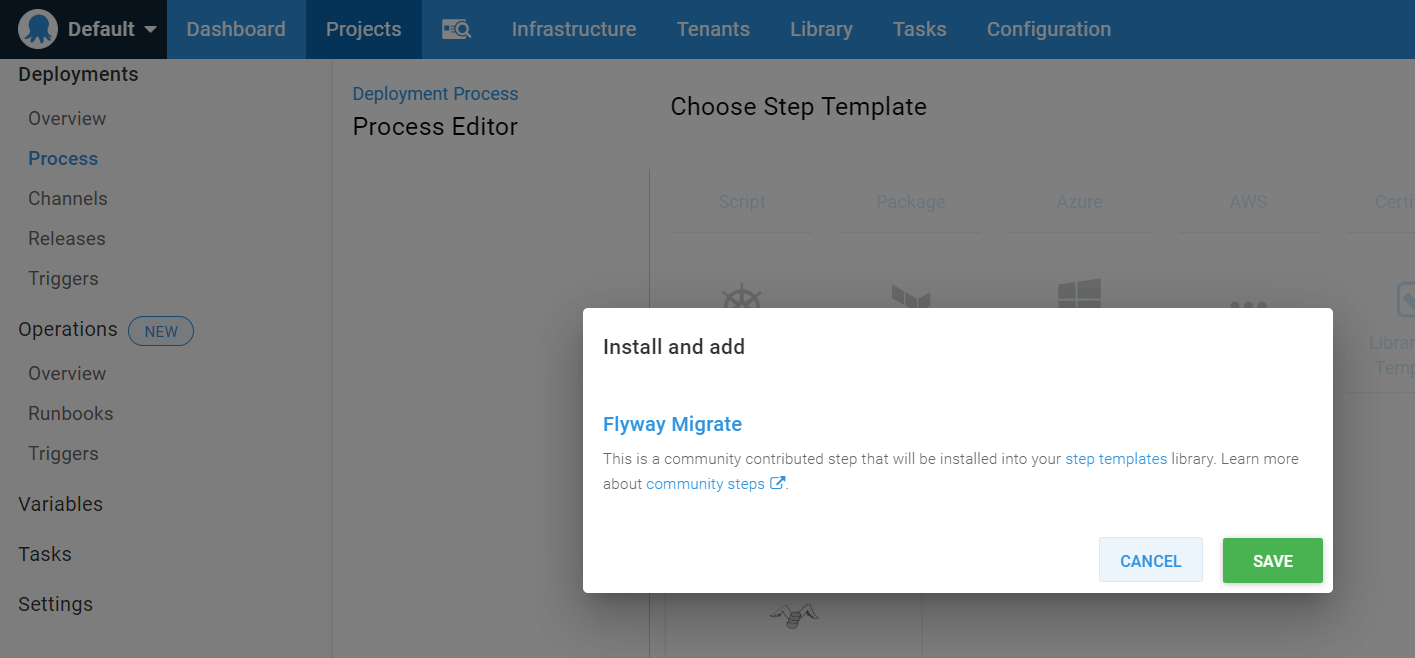 Default Dashboard Projects Infrastructure Tenants Library Tasks Configuration
Deployments
Overview
Process
Channels
Releases
Triggers
Operations NEW
Overview
Runbooks
Triggers
Variables
Tasks
Settings
Deployment Process
Process Editor
Choose Step Template
Script Package Azure AWS
Install and add
Flyway Migrate
This is a community contributed step that will be installed into your step templates library. Learn more
about community steps.
CANCEL SAVE